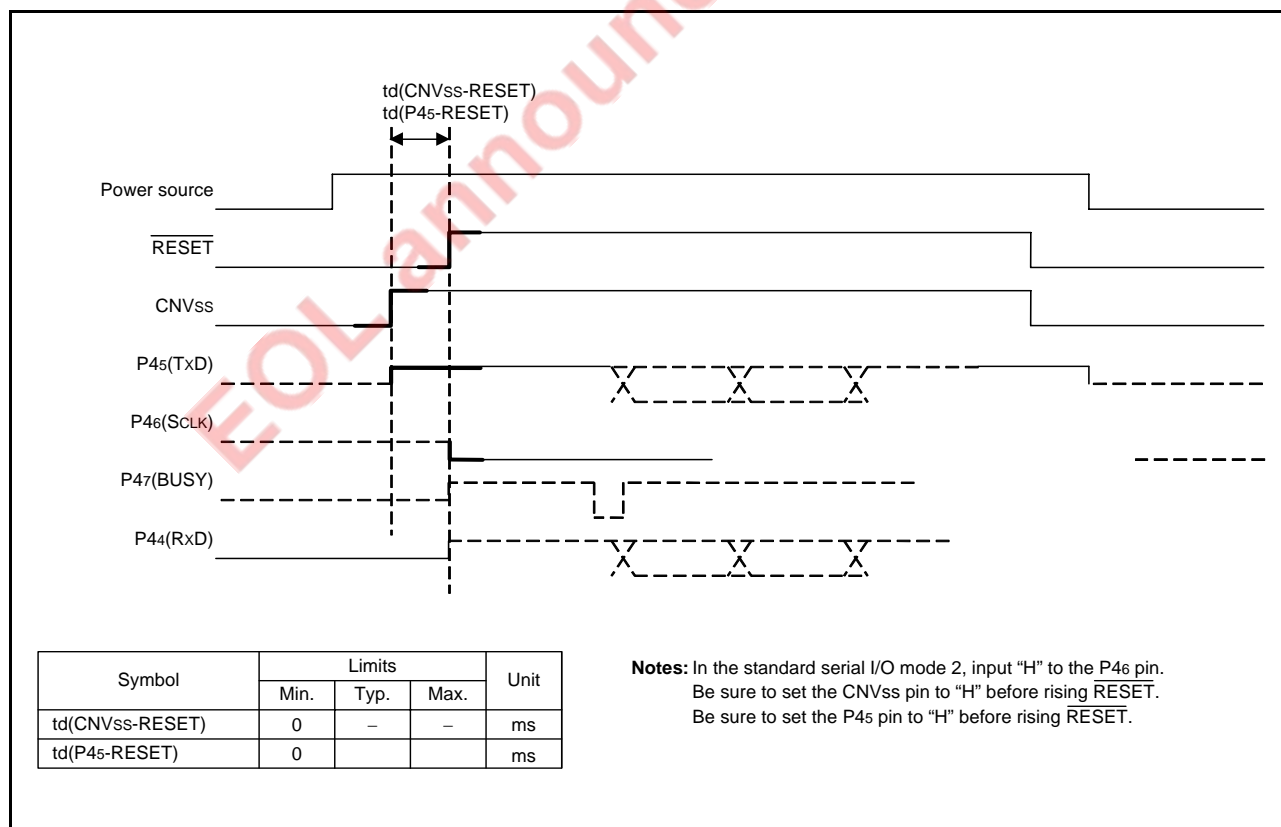 EOL announ
td(CNVSS-RESET)
td(P45-RESET)
Power source
RESET
CNVSS
P45(TXD)
P46(SCLK)
P47(BUSY)
P44(RXD)
Symbol Limits Unit
Min. Typ. Max.
td(CNVSS-RESET) 0 – – ms
td(P45-RESET) 0 ms
Notes: In the standard serial I/O mode 2, input “H” to the P46 pin.
Be sure to set the CNVss pin to “H” before rising RESET.
Be sure to set the P45 pin to “H” before rising RESET.